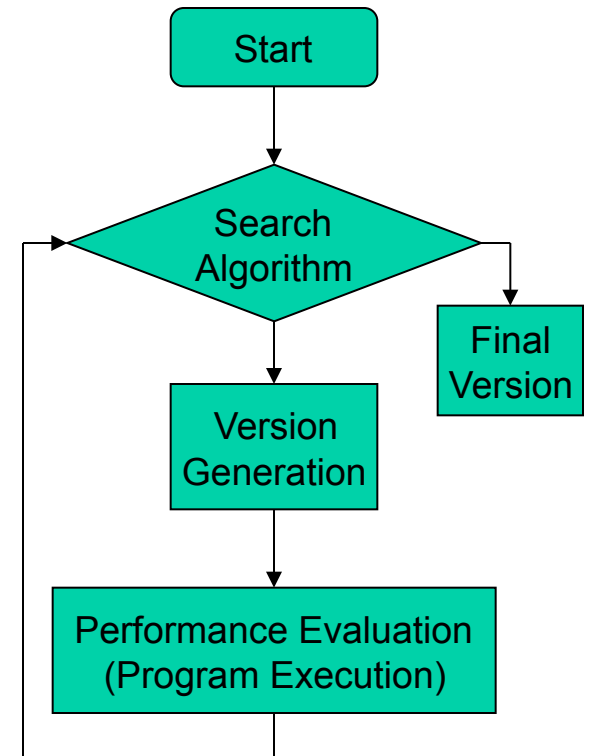 Start
Search
Algorithm
Final
Version
Version
Generation
Performance Evaluation
(Program Execution)